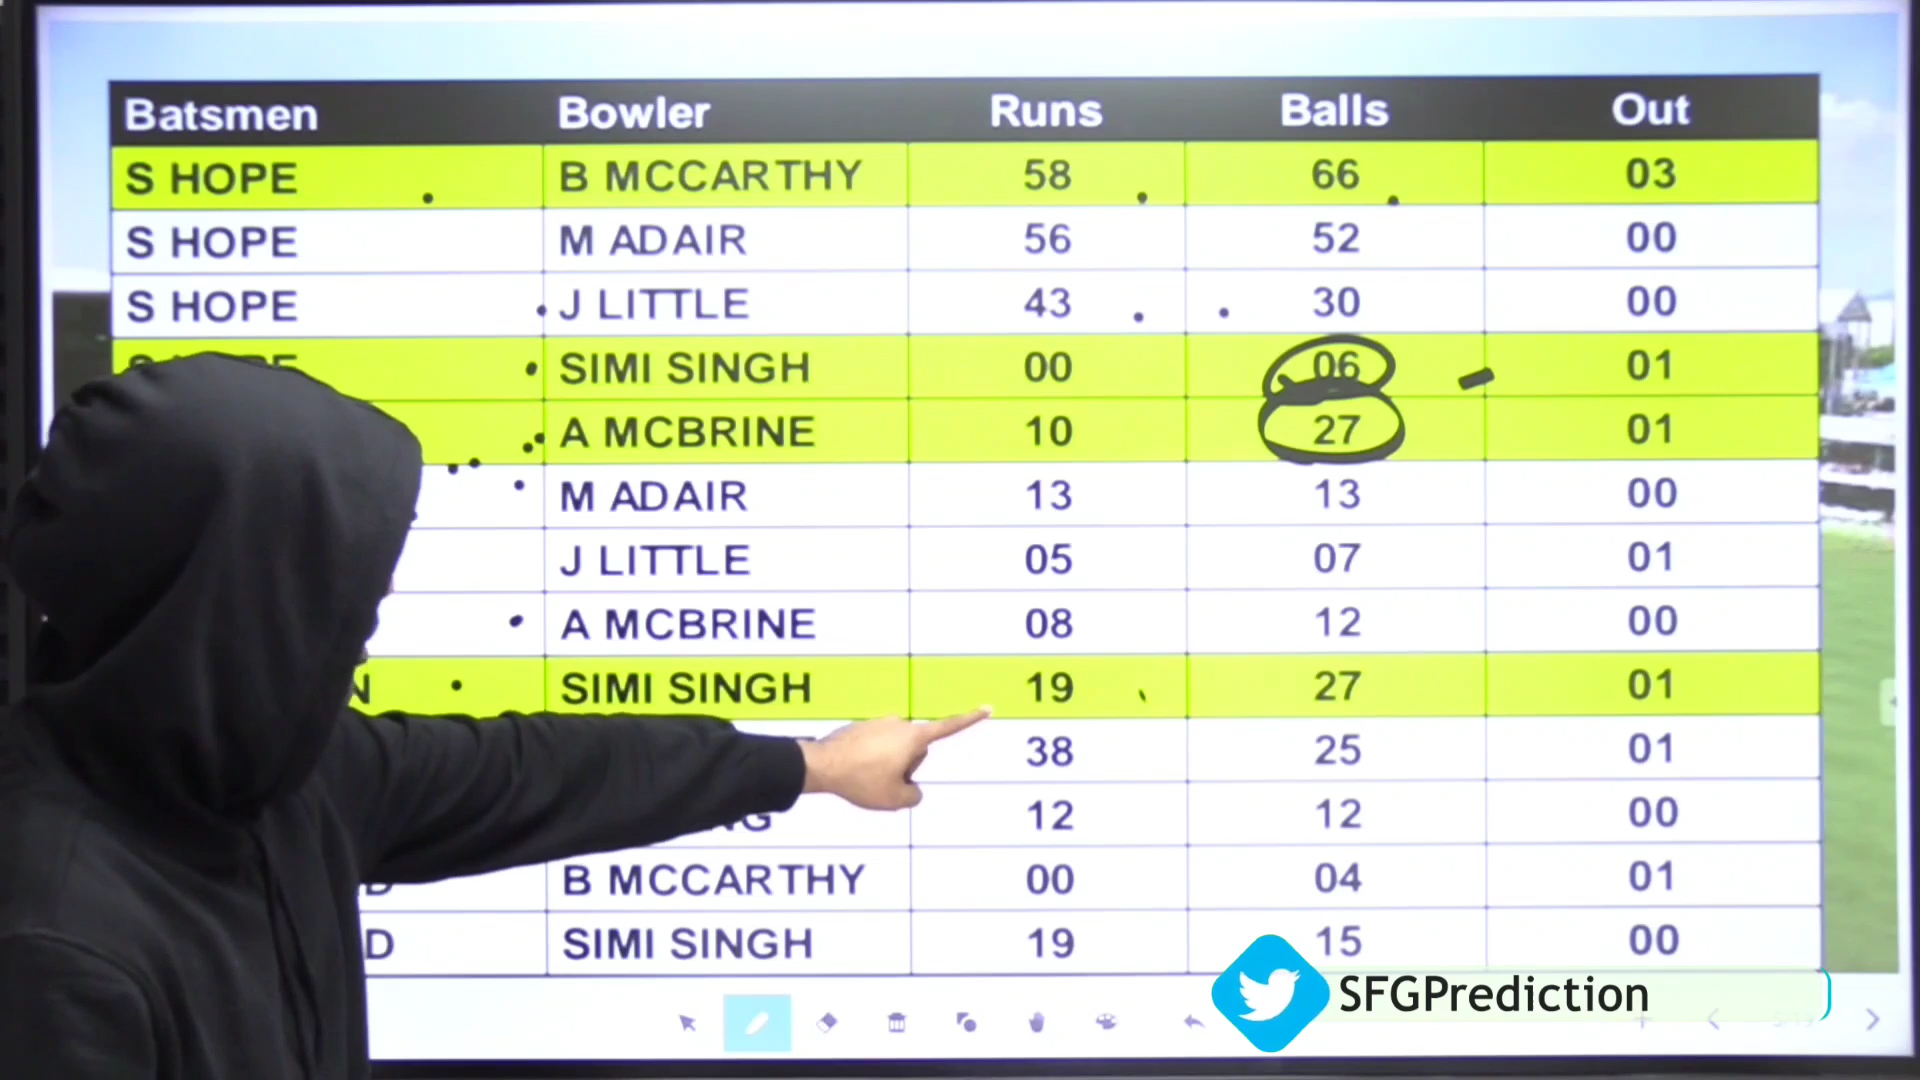 Batsmen Bowler Runs Balls Out
S HOPE B MCCARTHY 58 66 03
S HOPE M ADAIR 56 52 00
S HOPE J LITTLE 43 30 00
SIMI SINGH 00 06 01
A MCBRINE 10 27 01
M ADAIR 13 13 00
J LITTLE 05 07 01
A MCBRINE 08 12 00
N SIMI SINGH 19 27 01
38 25 01
NG 12 12 00
D B MCCARTHY 00 04 01
D SIMI SINGH 19 15 00
SFGPrediction